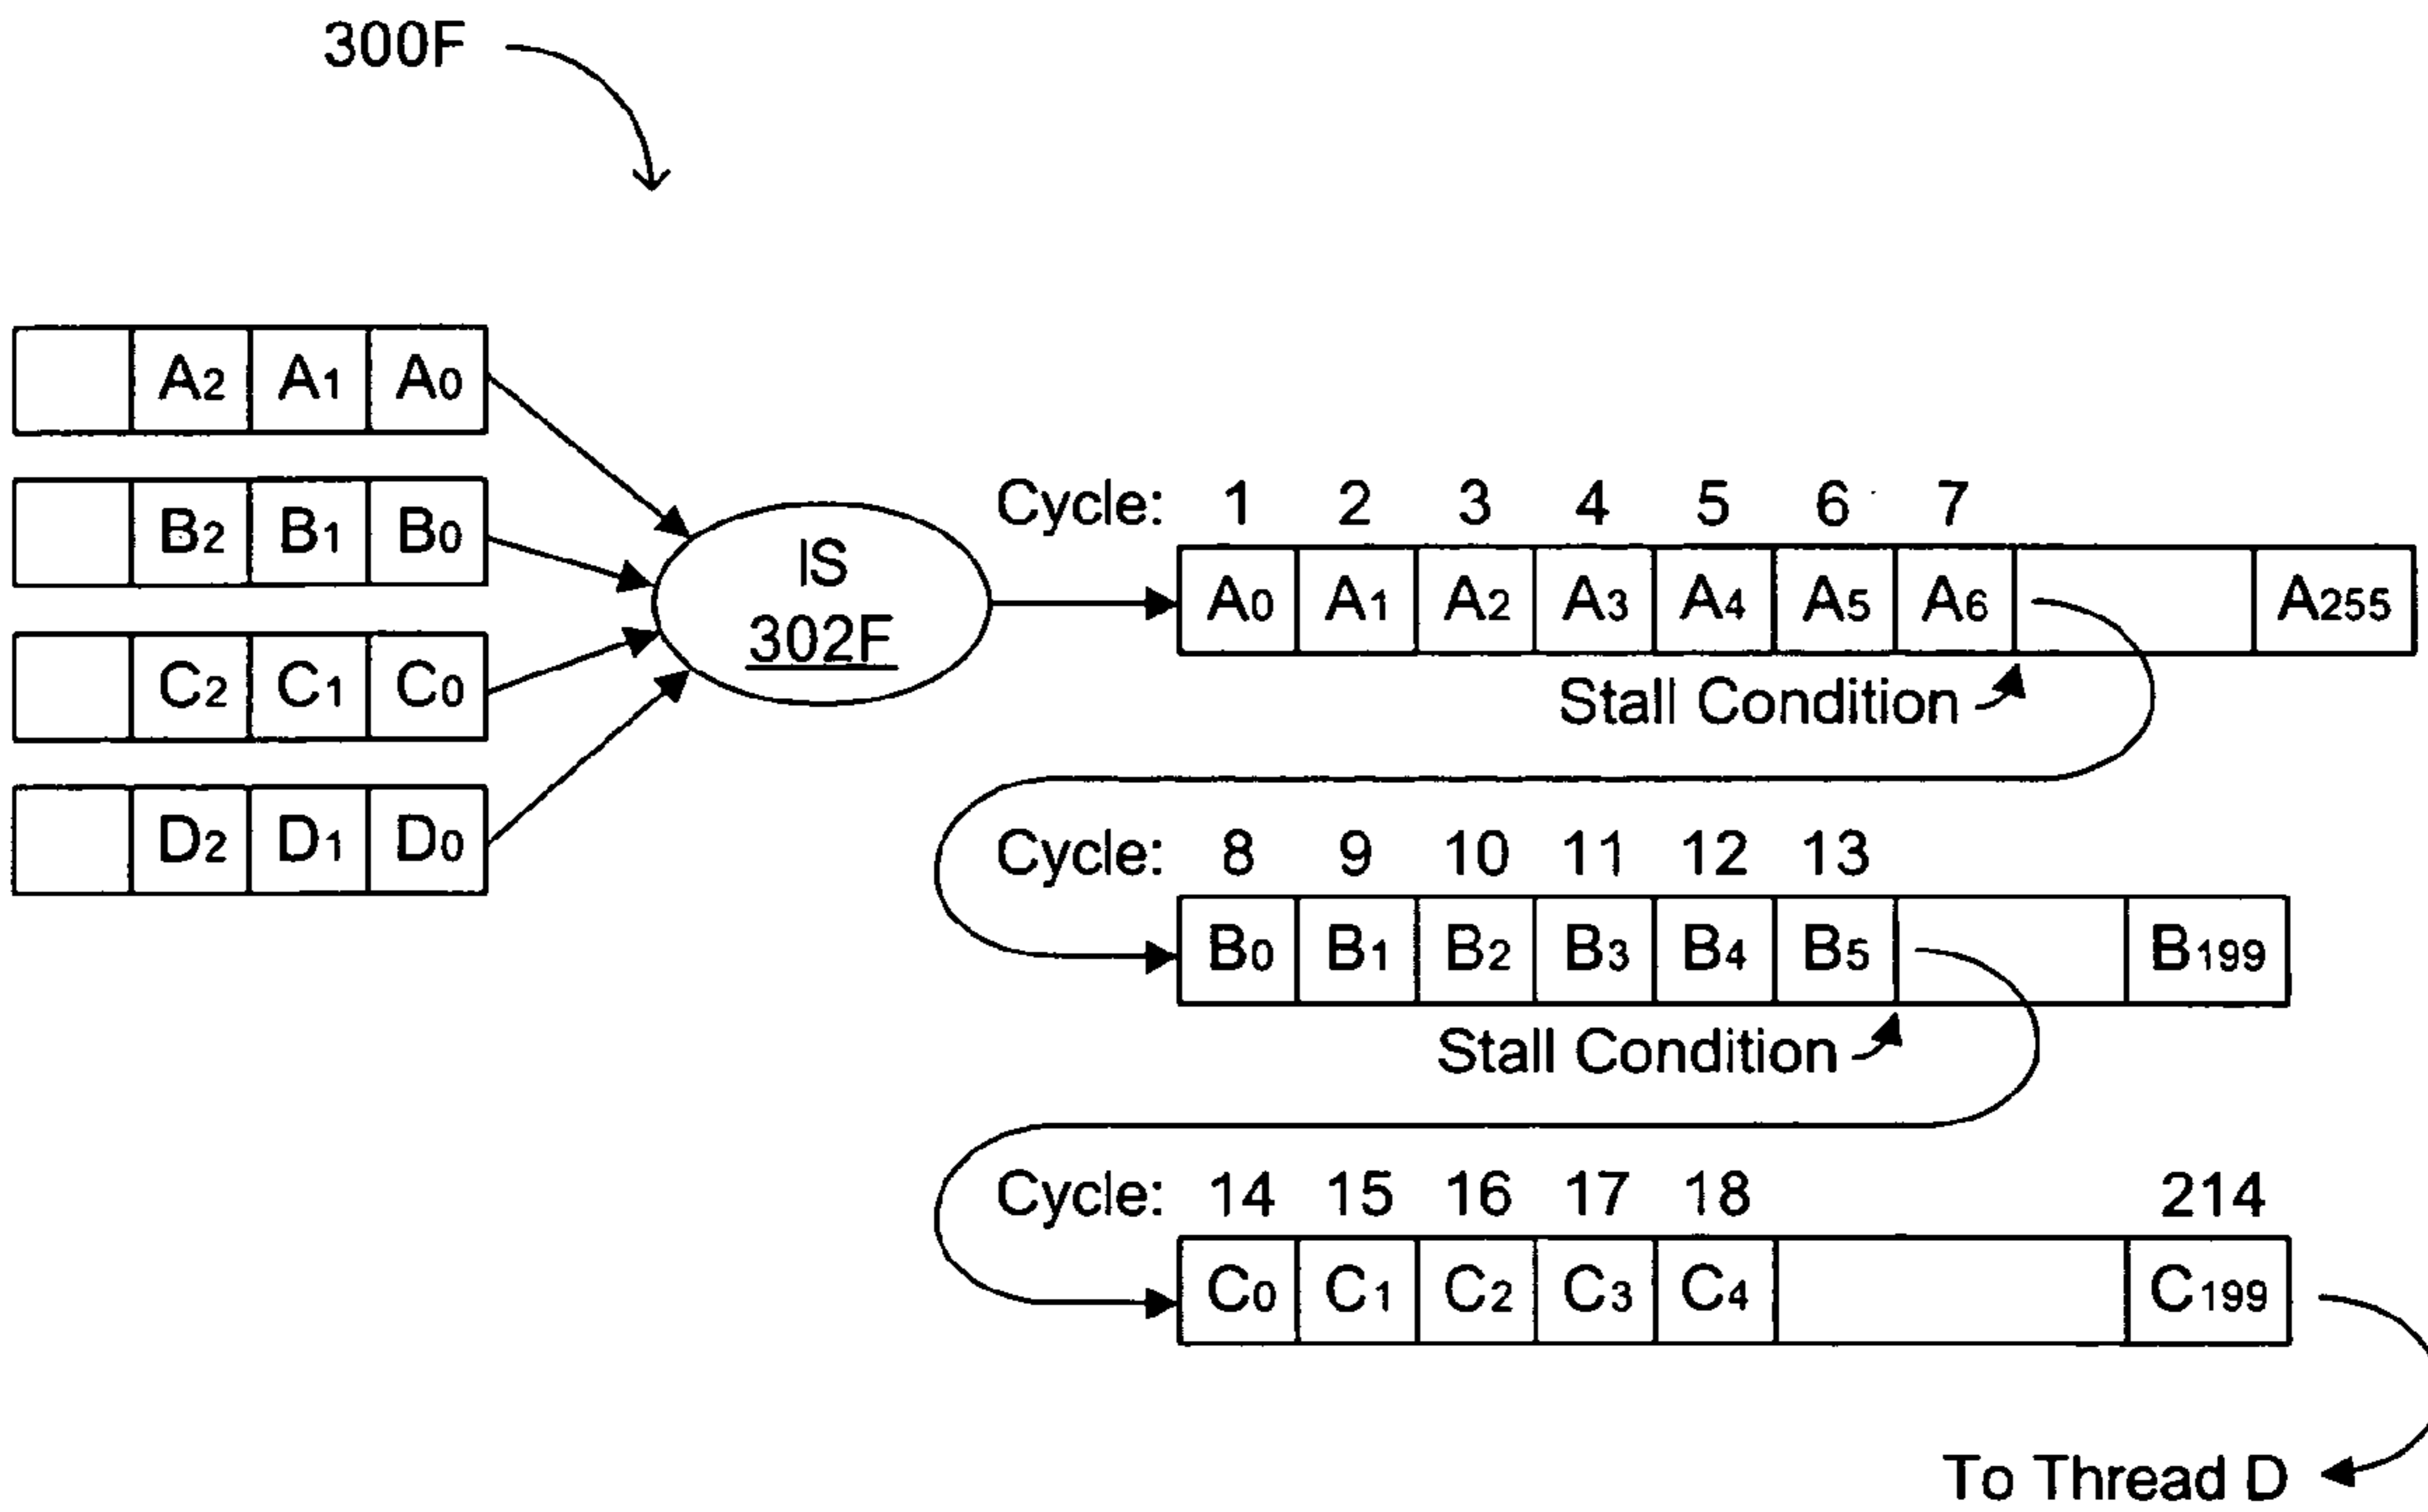 300F
A2 A1 A0
B2 B1 B0
C2 C1 C0
D2 D1 D0
IS
302F
Cycle: 1 2 3 4 5 6 7
A0 A1 A2 A3 A4 A5 A6 A255
Stall Condition
Cycle: 8 9 10 11 12 13
B0 B1 B2 B3 B4 B5 B199
Stall Condition
Cycle: 14 15 16 17 18 214
C0 C1 C2 C3 C4 C199
To Thread D